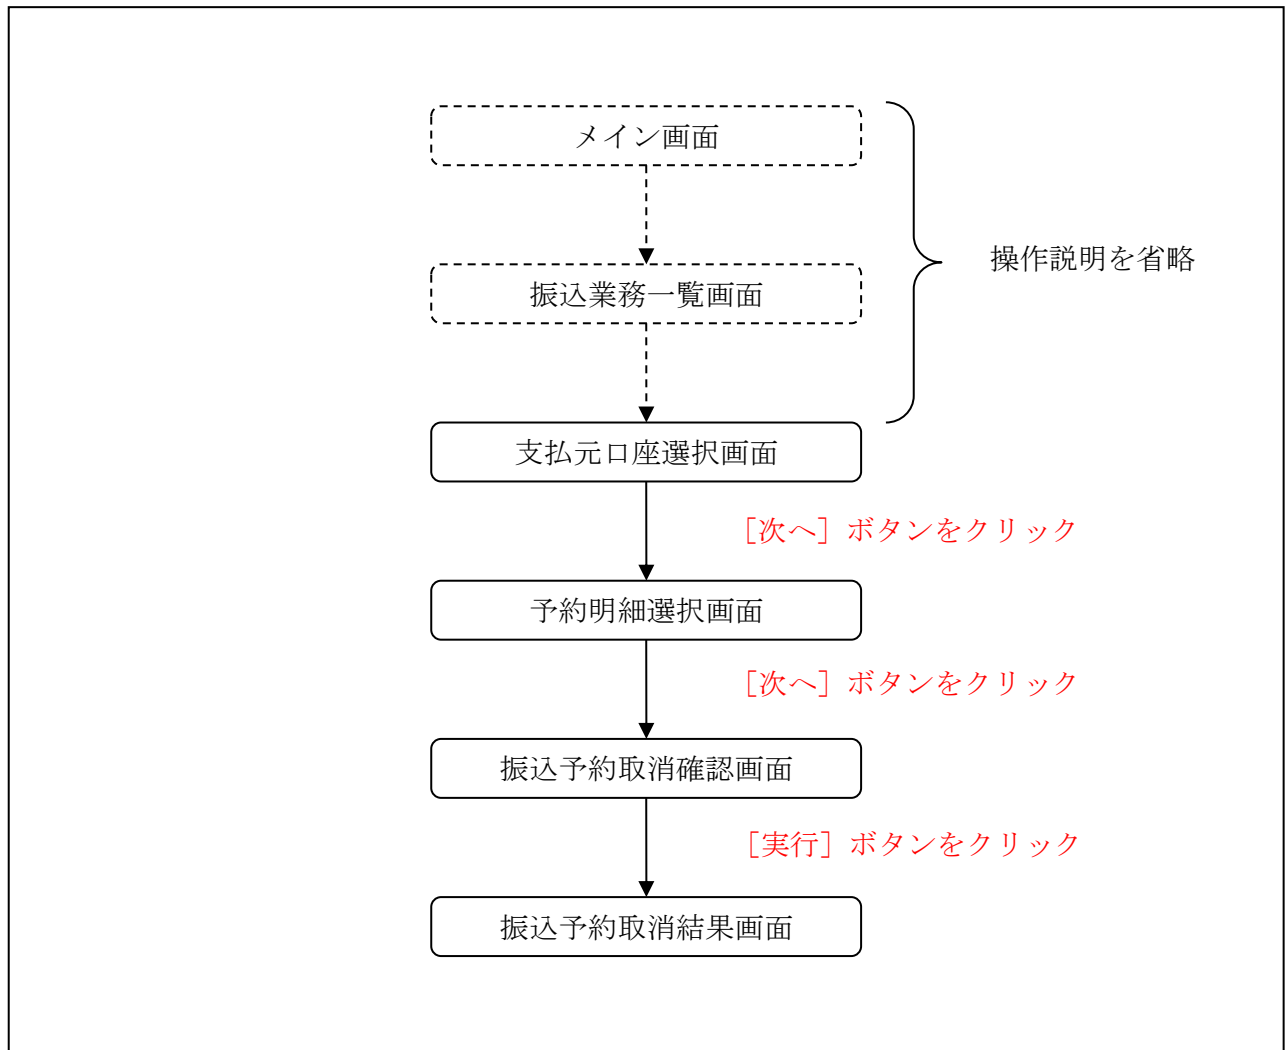 メイン画面
操作説明を省略
振込業務一覧画面
支払元口座選択画面
［次へ］ボタンをクリック
予約明細選択画面
［次へ］ボタンをクリック
振込予約取消確認画面
［実行］ボタンをクリック
振込予約取消結果画面